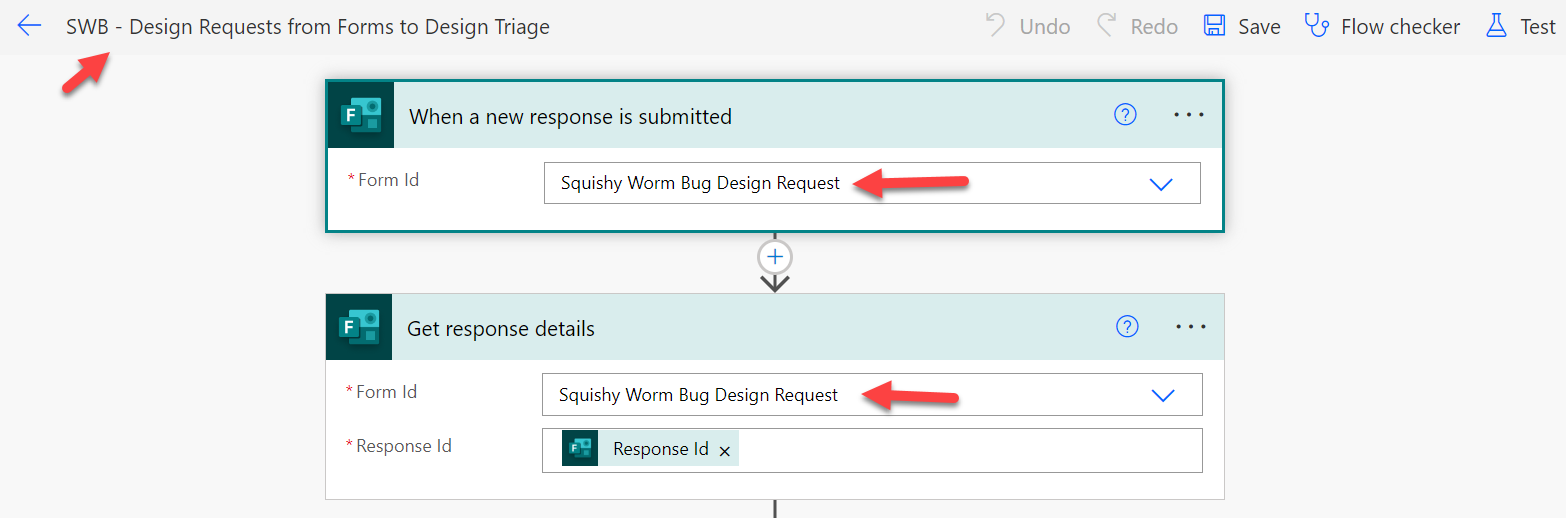 SWB - Design Requests from Forms to Design Triage
Undo Redo Save Flow checker Test
F When a new response is submitted ? ...
* Form Id Squishy Worm Bug Design Request
F Get response details ? ...
* Form Id Squishy Worm Bug Design Request
* Response Id F Response Id ×